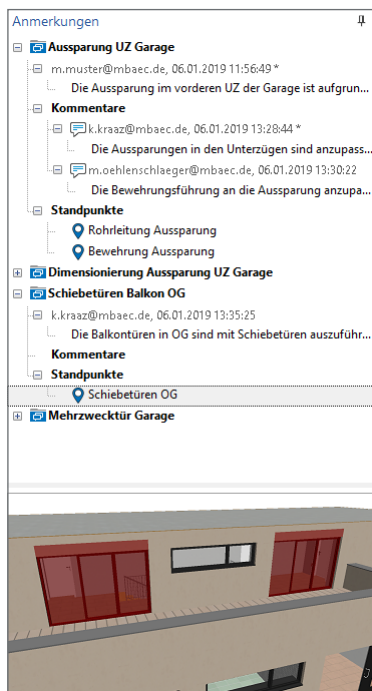 Anmerkungen
Aussparung UZ Garage
m.muster@mbaec.de, 06.01.2019 11:56:49 *
Die Aussparung im vorderen UZ der Garage ist aufgrun...
Kommentare
k.kraaz@mbaec.de, 06.01.2019 13:28:44 *
Die Aussparungen in den Unterzügen sind anzupass...
m.oehlenschlaeger@mbaec.de, 06.01.2019 13:30:22
Die Bewehrungsführung an die Aussparung anzupa...
Standpunkte
Rohrleitung Aussparung
Bewehrung Aussparung
Dimensionierung Aussparung UZ Garage
Schiebetüren Balkon OG
k.kraaz@mbaec.de, 06.01.2019 13:35:25
Die Balkontüren in OG sind mit Schiebetüren auszuführ...
Kommentare
Standpunkte
Schiebetüren OG
Mehrzwecktür Garage